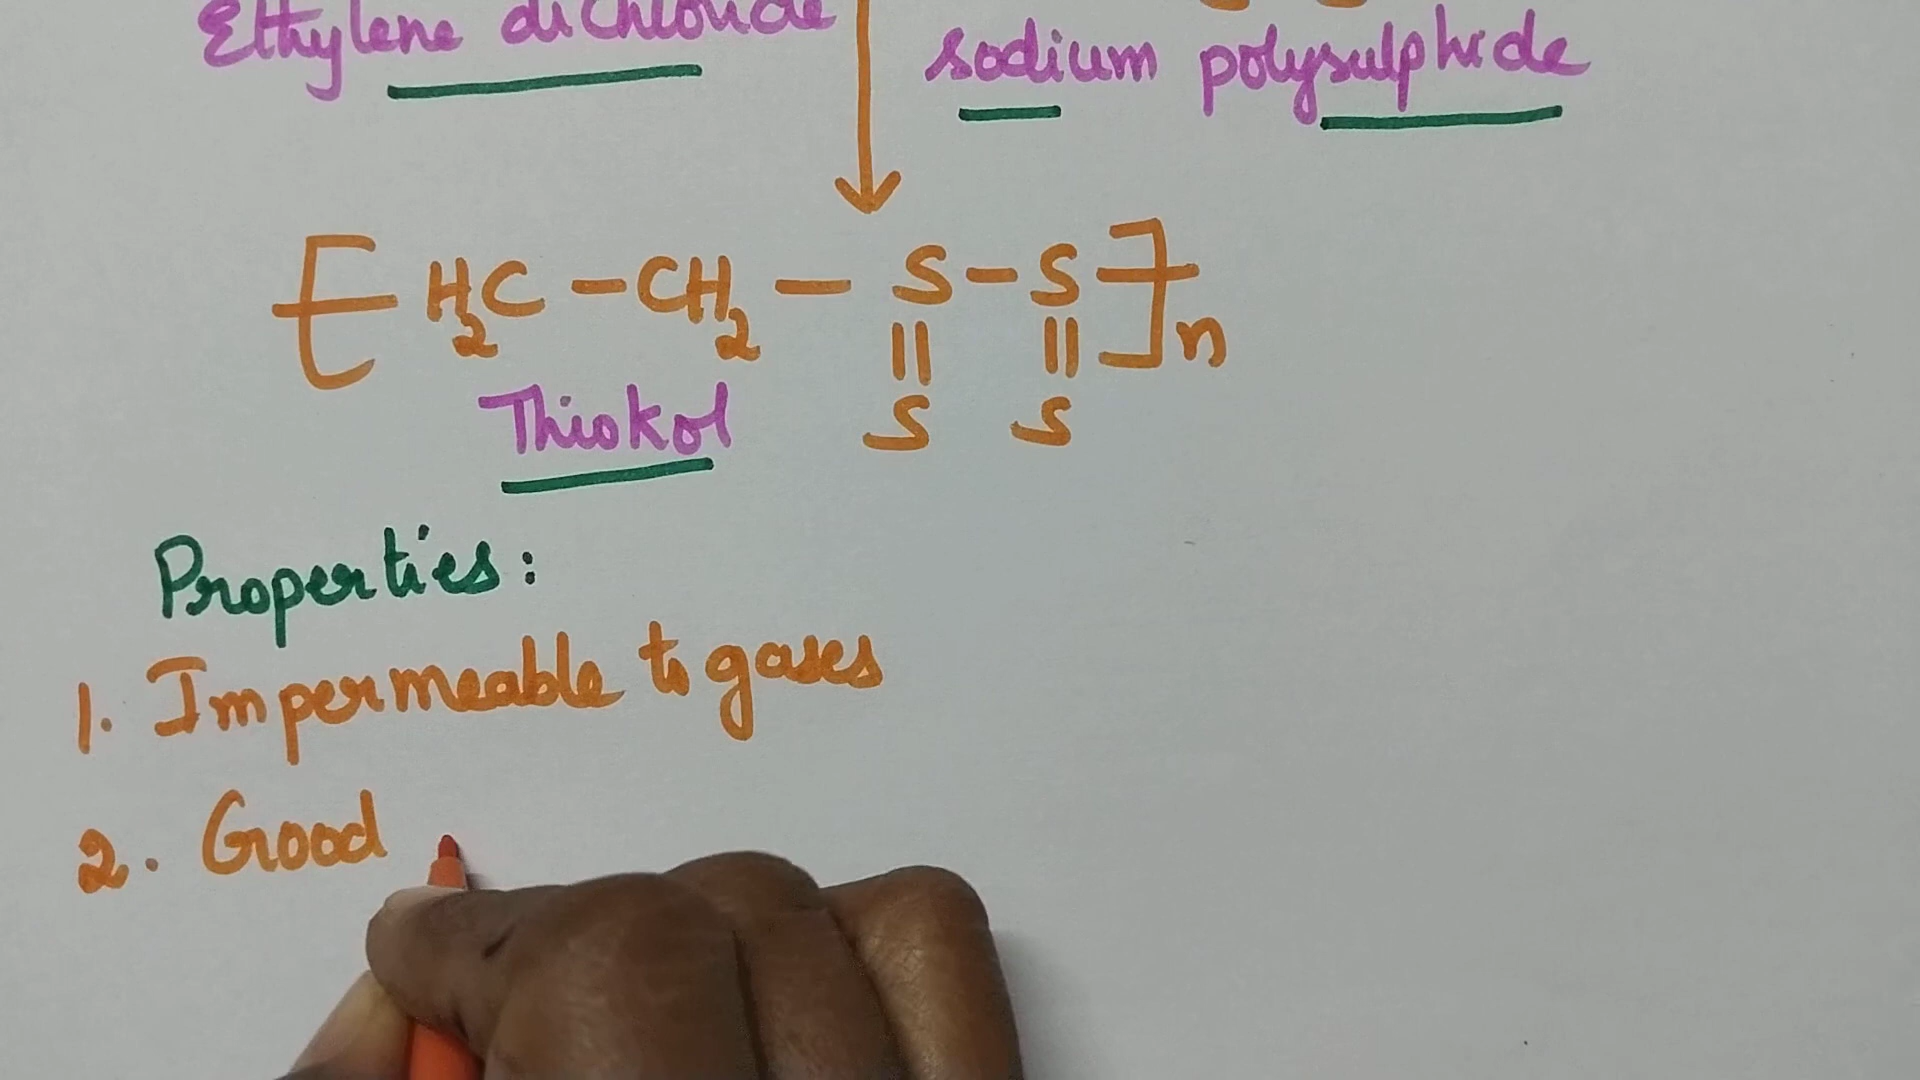 Ethylene dichloride
sodium polysulphide
[ H2C - CH2 - S - S ]n
|| ||
S S
Thiokol
Properties:
1. Impermeable to gases
2. Good